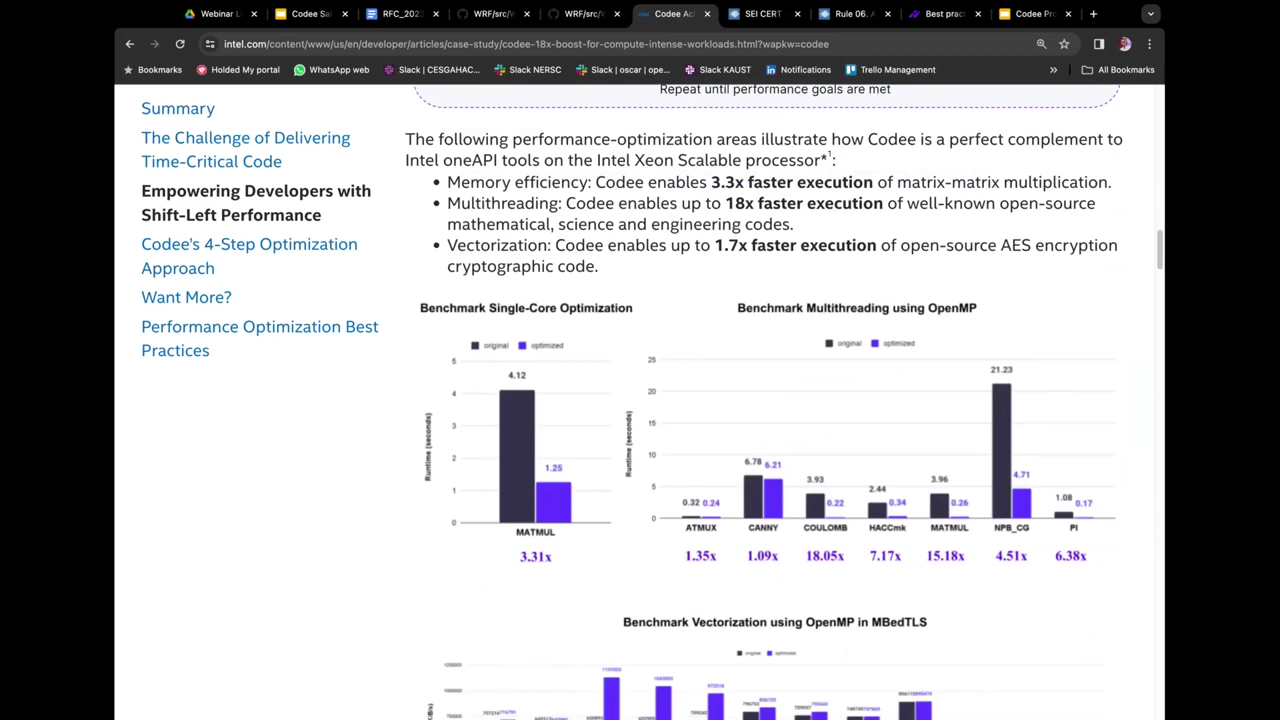 Webinar E
Codee Sal
RFC_2023
WRF/src/
WRF/src/
Codee Ac
SEI CERT
Rule 06.
Best prac
Codee Pr
intel.com/content/www/us/en/developer/articles/case-study/codee-18x-boost-for-compute-intense-workloads.html?wapkw=codee
Bookmarks
Holded My portal
WhatsApp web
Slack | CESGAHAC...
Slack NERSC
Slack | oscar | ope...
Slack KAUST
Notifications
Trello Management
»
All Bookmarks
Repeat until performance goals are met
Summary
The Challenge of Delivering
Time-Critical Code
Empowering Developers with
Shift-Left Performance
Codee's 4-Step Optimization
Approach
Want More?
Performance Optimization Best
Practices
The following performance-optimization areas illustrate how Codee is a perfect complement to
Intel oneAPI tools on the Intel Xeon Scalable processor*1:
• Memory efficiency: Codee enables 3.3x faster execution of matrix-matrix multiplication.
• Multithreading: Codee enables up to 18x faster execution of well-known open-source
mathematical, science and engineering codes.
• Vectorization: Codee enables up to 1.7x faster execution of open-source AES encryption
cryptographic code.
Benchmark Single-Core Optimization
original optimized
Runtime (seconds)
5
4
3
2
1
0
4.12
1.25
MATMUL
3.31x
Benchmark Multithreading using OpenMP
original optimized
Runtime (seconds)
25
20
15
10
5
0
0.32 0.24
6.78 6.21
3.93 0.22
2.44 0.34
3.96 0.26
21.23 4.71
1.08 0.17
ATMUX CANNY COULOMB HACCmk MATMUL NPB_CG PI
1.35x 1.09x 18.05x 7.17x 15.18x 4.51x 6.38x
Benchmark Vectorization using OpenMP in MBedTLS
original optimized